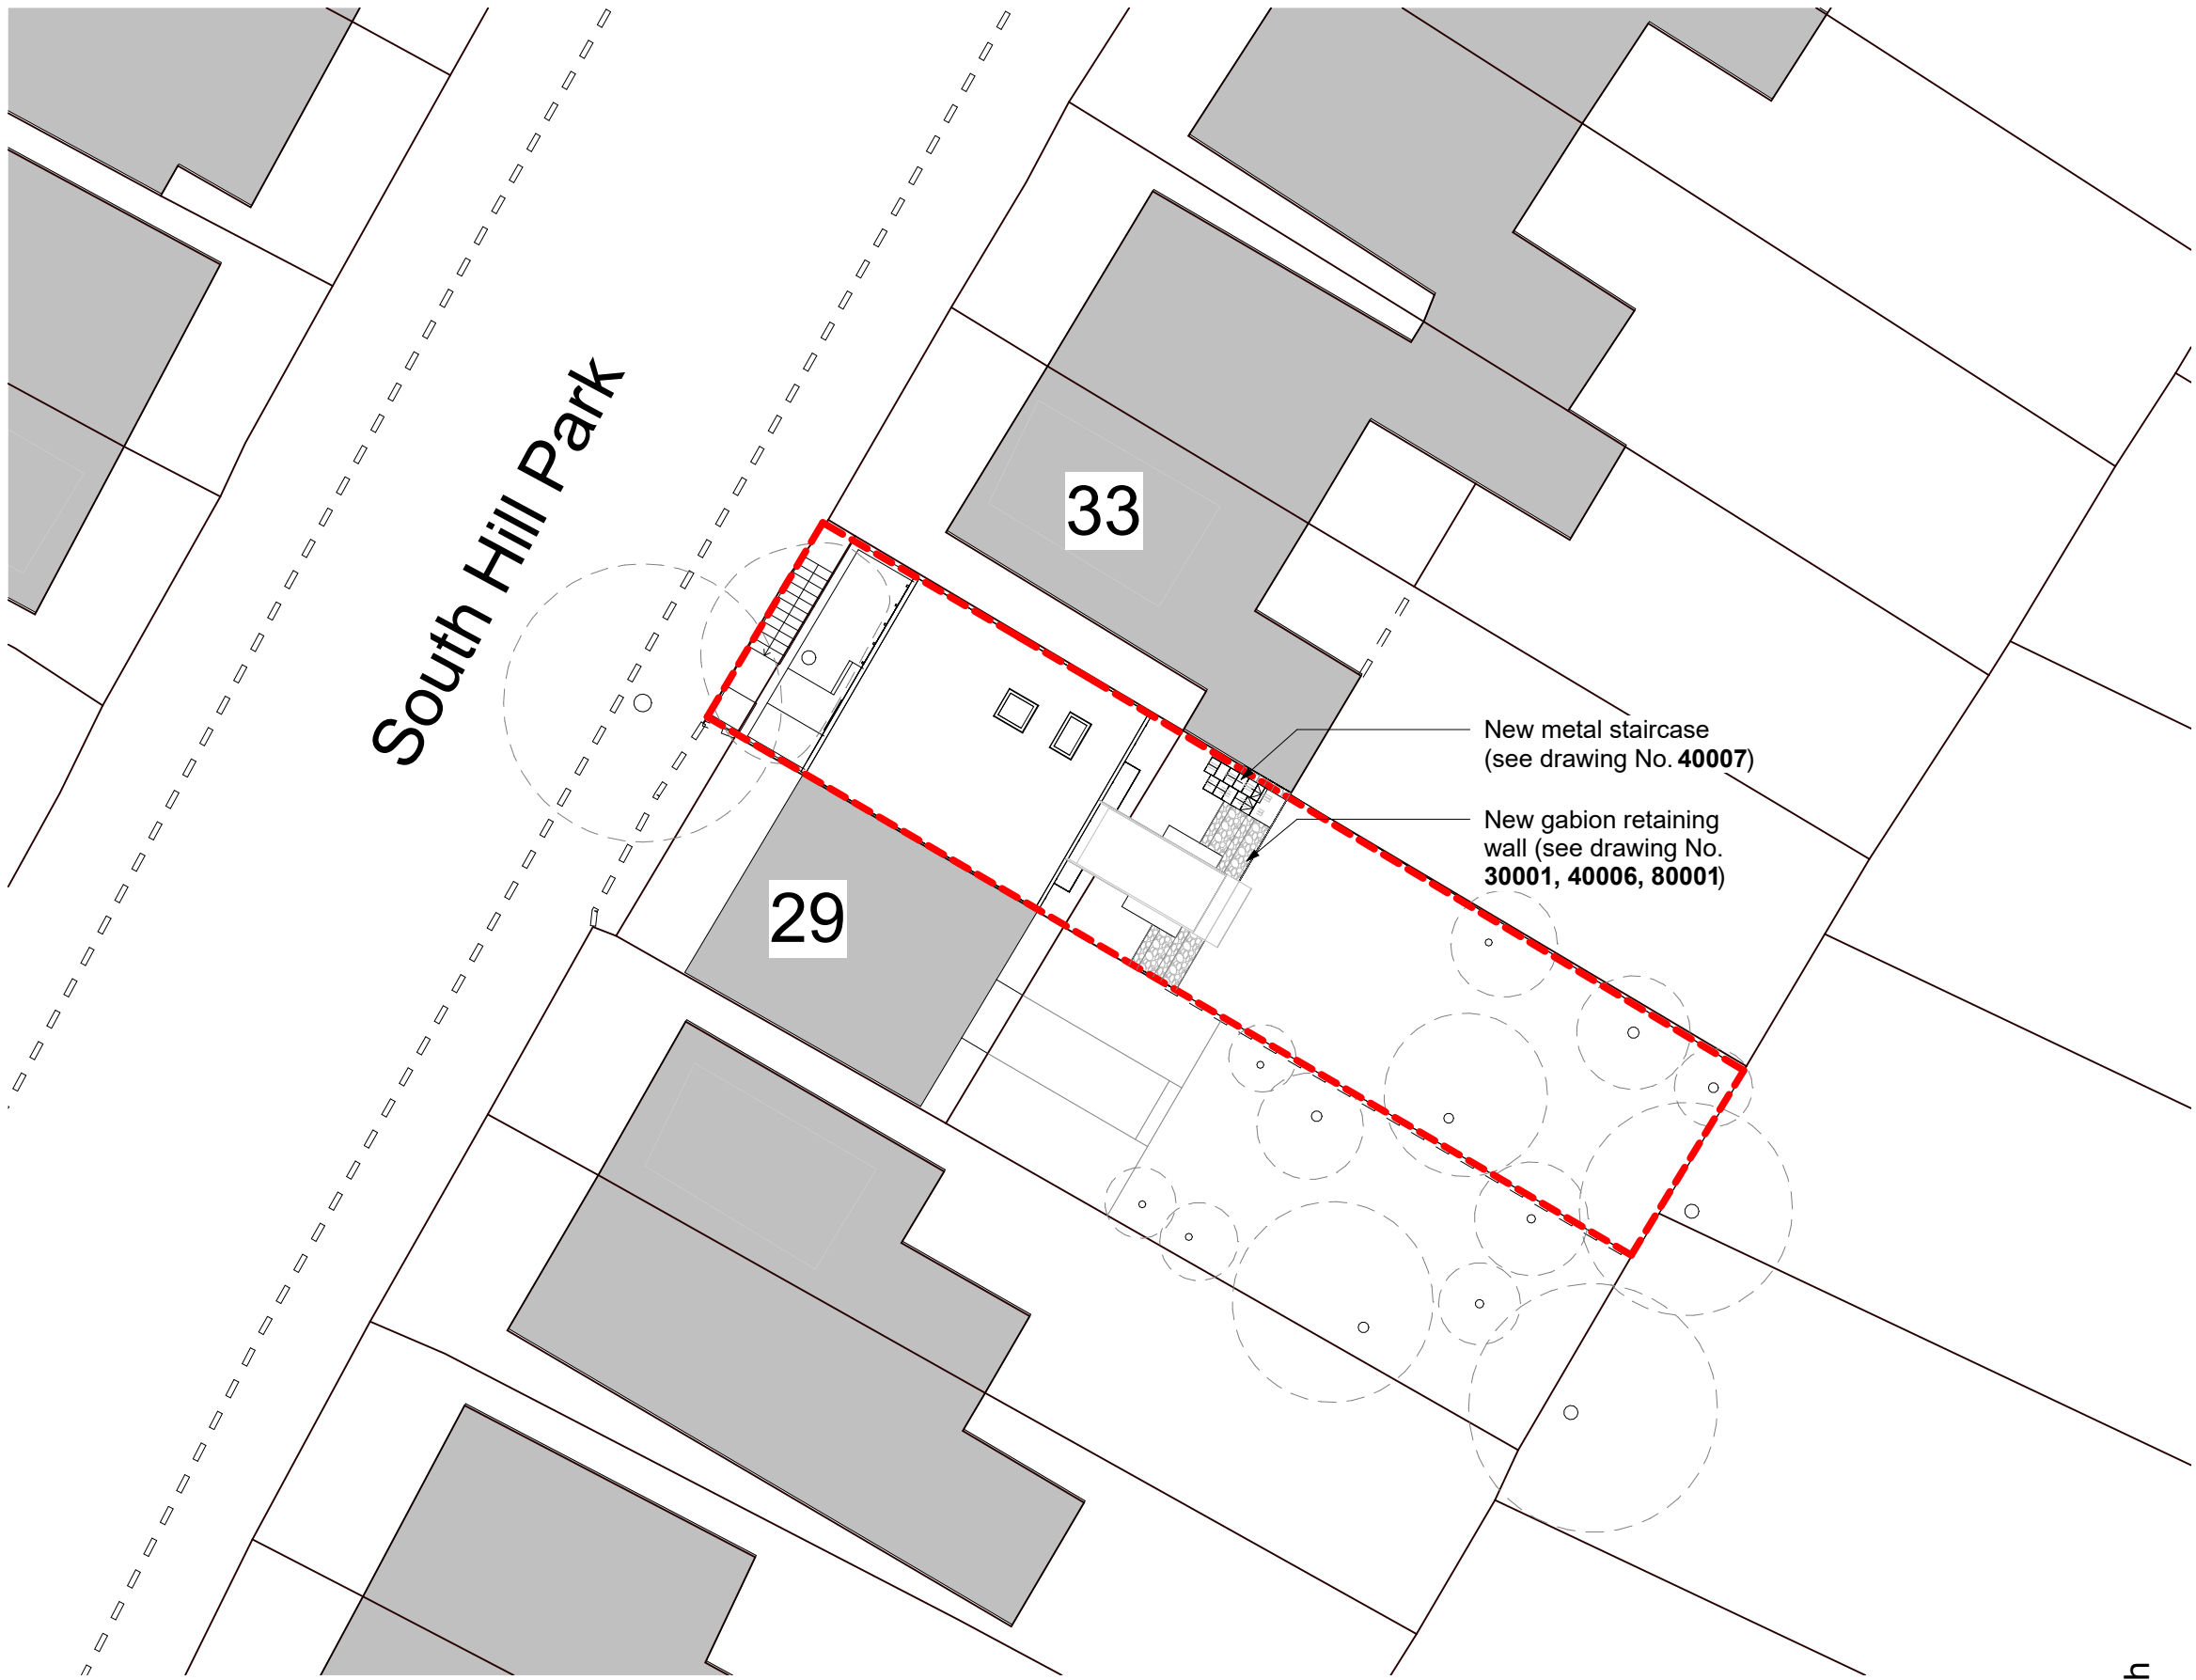 South Hill Park
33
New metal staircase
(see drawing No. 40007)
New gabion retaining
wall (see drawing No.
30001, 40006, 80001)
29
h